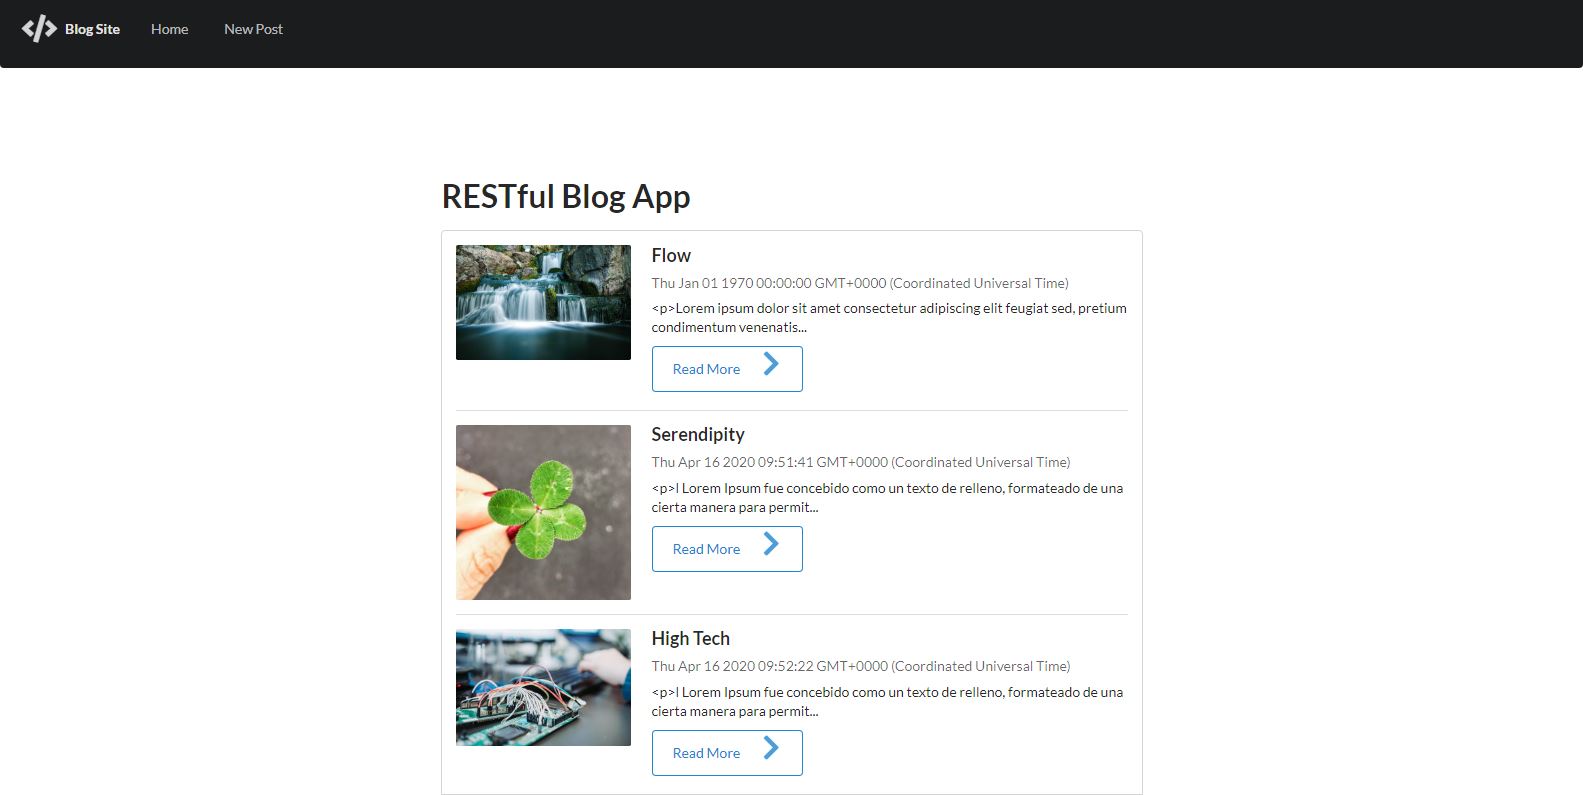 Blog Site Home New Post
RESTful Blog App
Flow
Thu Jan 01 1970 00:00:00 GMT+0000 (Coordinated Universal Time)
<p>Lorem ipsum dolor sit amet consectetur adipiscing elit feugiat sed, pretium
condimentum venenatis...
Read More
Serendipity
Thu Apr 16 2020 09:51:41 GMT+0000 (Coordinated Universal Time)
<p>l Lorem Ipsum fue concebido como un texto de relleno, formateado de una
cierta manera para permit...
Read More
High Tech
Thu Apr 16 2020 09:52:22 GMT+0000 (Coordinated Universal Time)
<p>l Lorem Ipsum fue concebido como un texto de relleno, formateado de una
cierta manera para permit...
Read More